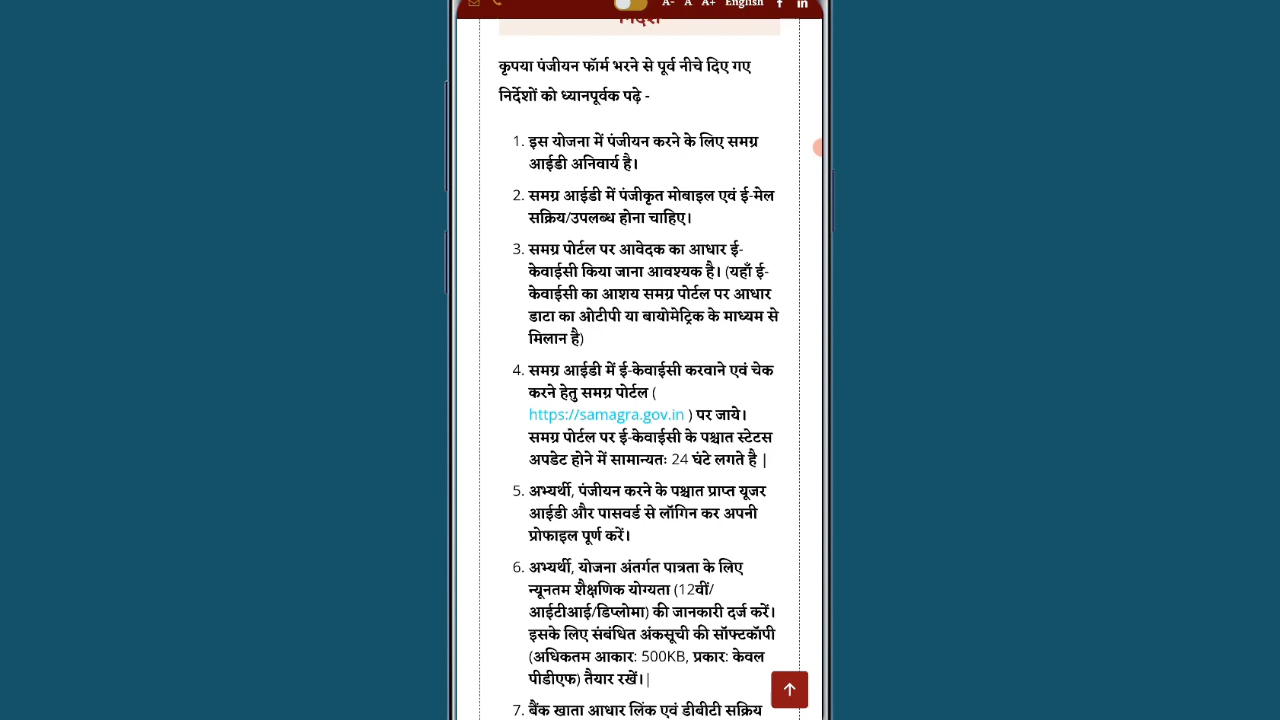 A- A A+ English f in
निर्देश
कृपया पंजीयन फॉर्म भरने से पूर्व नीचे दिए गए
निर्देशों को ध्यानपूर्वक पढ़े -
1. इस योजना में पंजीयन करने के लिए समग्र
आईडी अनिवार्य है।
2. समग्र आईडी में पंजीकृत मोबाइल एवं ई-मेल
सक्रिय/उपलब्ध होना चाहिए।
3. समग्र पोर्टल पर आवेदक का आधार ई-
केवाईसी किया जाना आवश्यक है। (यहाँ ई-
केवाईसी का आशय समग्र पोर्टल पर आधार
डाटा का ओटीपी या बायोमेट्रिक के माध्यम से
मिलान है)
4. समग्र आईडी में ई-केवाईसी करवाने एवं चेक
करने हेतु समग्र पोर्टल (
https://samagra.gov.in ) पर जाये।
समग्र पोर्टल पर ई-केवाईसी के पश्चात स्टेटस
अपडेट होने में सामान्यतः 24 घंटे लगते है |
5. अभ्यर्थी, पंजीयन करने के पश्चात प्राप्त यूजर
आईडी और पासवर्ड से लॉगिन कर अपनी
प्रोफाइल पूर्ण करें।
6. अभ्यर्थी, योजना अंतर्गत पात्रता के लिए
न्यूनतम शैक्षणिक योग्यता (12वीं/
आईटीआई/डिप्लोमा) की जानकारी दर्ज करें।
इसके लिए संबंधित अंकसूची की सॉफ्टकॉपी
(अधिकतम आकार: 500KB, प्रकार: केवल
पीडीएफ) तैयार रखें।|
7. बैंक खाता आधार लिंक एवं डीबीटी सक्रिय